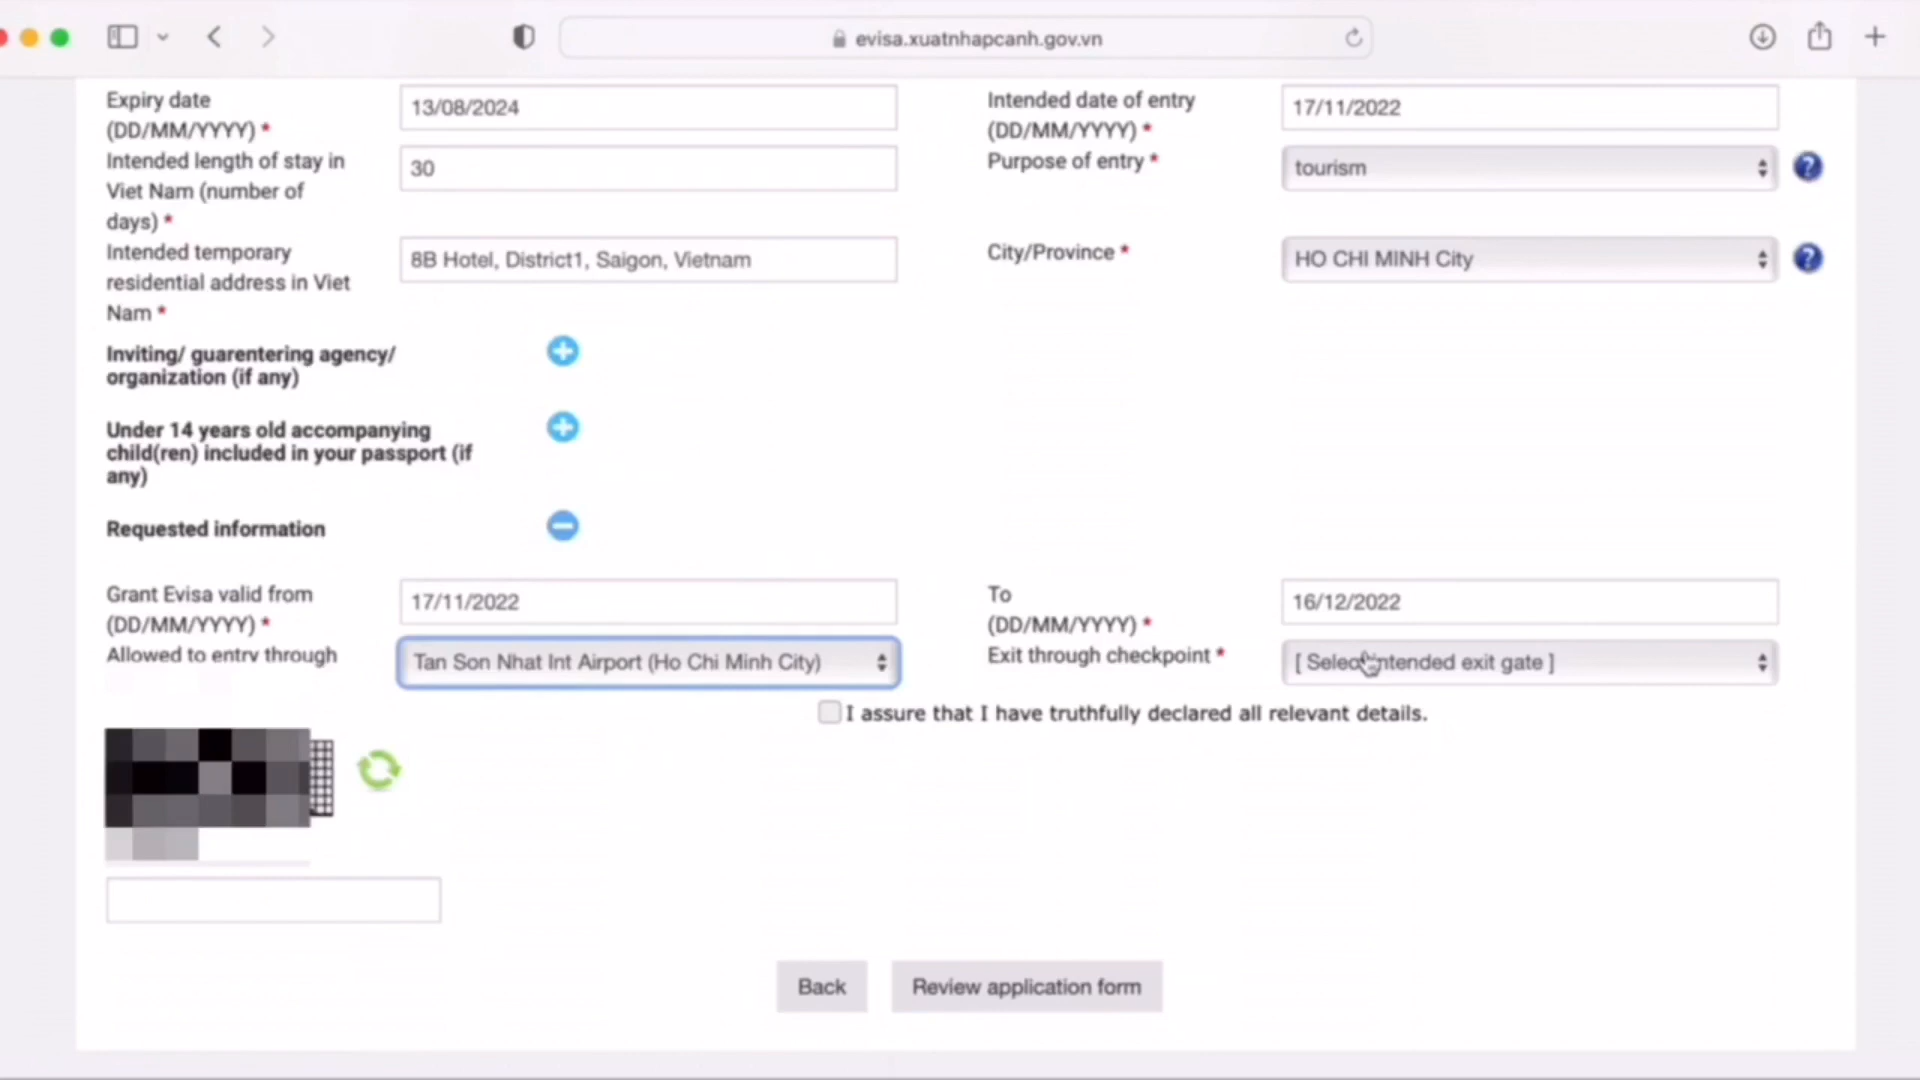 evisa.xuatnhapcanh.gov.vn
Expiry date
(DD/MM/YYYY) *
13/08/2024
Intended date of entry
(DD/MM/YYYY) *
17/11/2022
Intended length of stay in
Viet Nam (number of
days) *
30
Purpose of entry *
tourism
?
Intended temporary
residential address in Viet
Nam *
8B Hotel, District1, Saigon, Vietnam
City/Province *
HO CHI MINH City
?
Inviting/ guarentering agency/
organization (if any)
Under 14 years old accompanying
child(ren) included in your passport (if
any)
Requested information
Grant Evisa valid from
(DD/MM/YYYY) *
17/11/2022
To
(DD/MM/YYYY) *
16/12/2022
Allowed to entry through
Tan Son Nhat Int Airport (Ho Chi Minh City)
Exit through checkpoint *
[ Select intended exit gate ]
I assure that I have truthfully declared all relevant details.
Back
Review application form